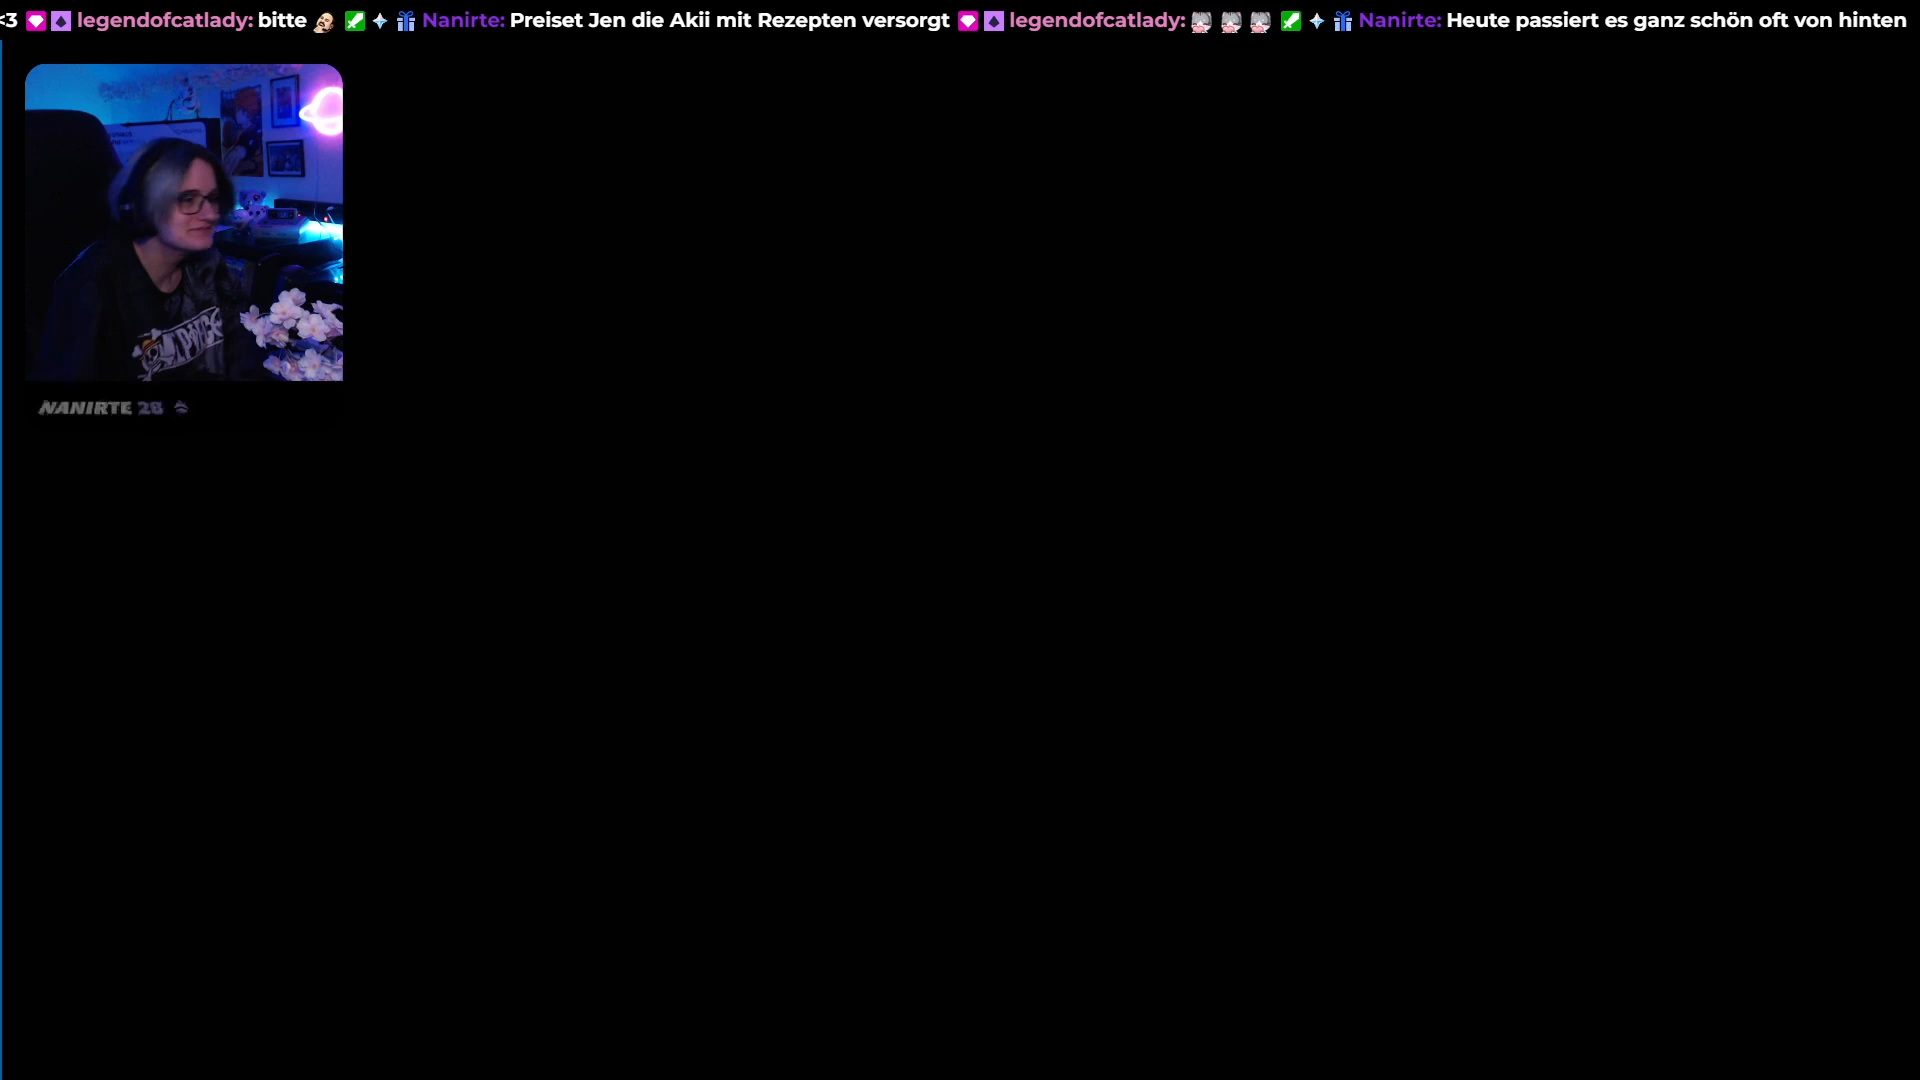 <3 legendofcatlady: bitte Nanirte: Preiset Jen die Akii mit Rezepten versorgt legendofcatlady: Nanirte: Heute passiert es ganz schön oft von hinten
NANIRTE 28